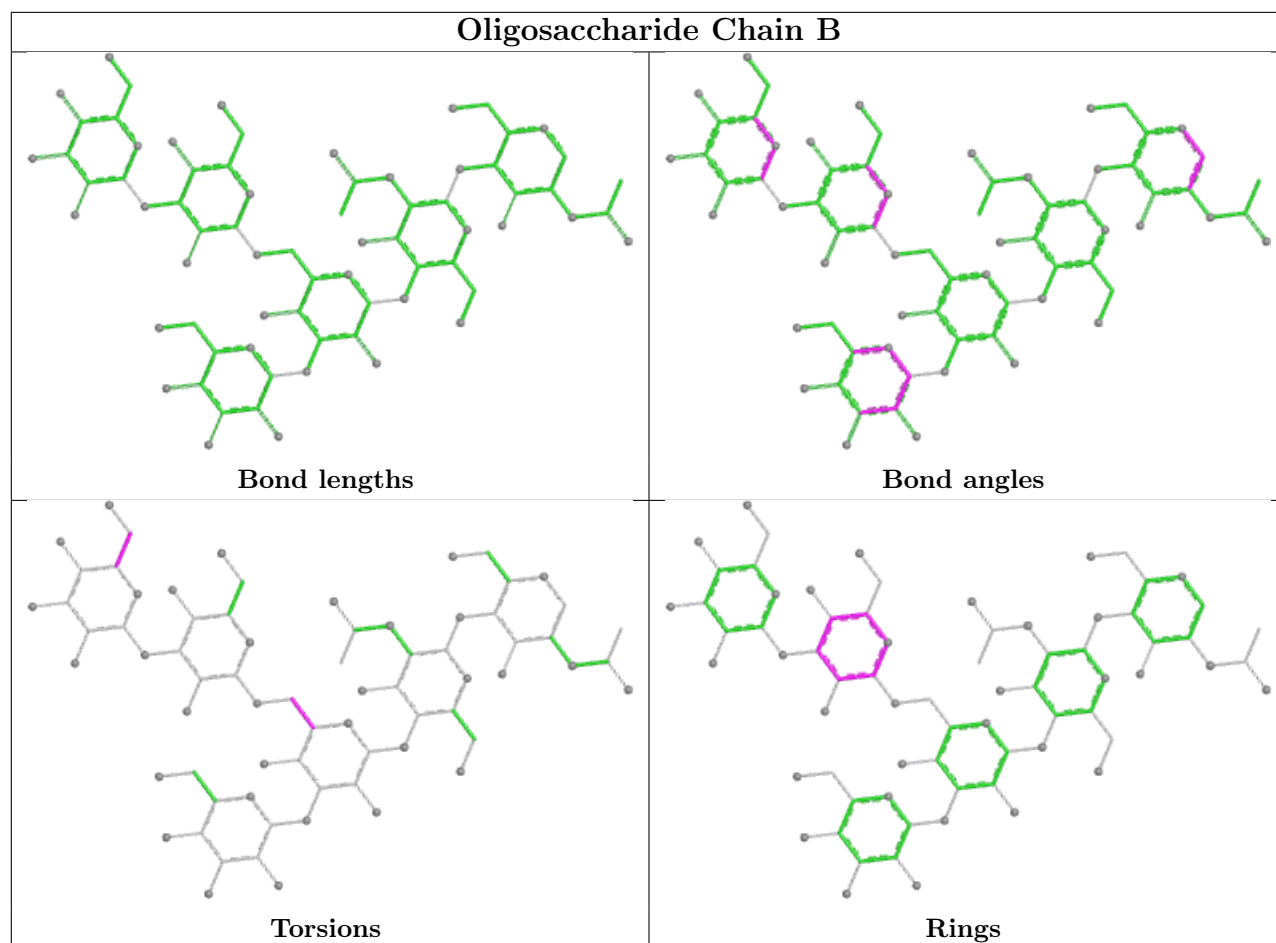 Oligosaccharide Chain B
Bond lengths
Bond angles
Torsions
Rings